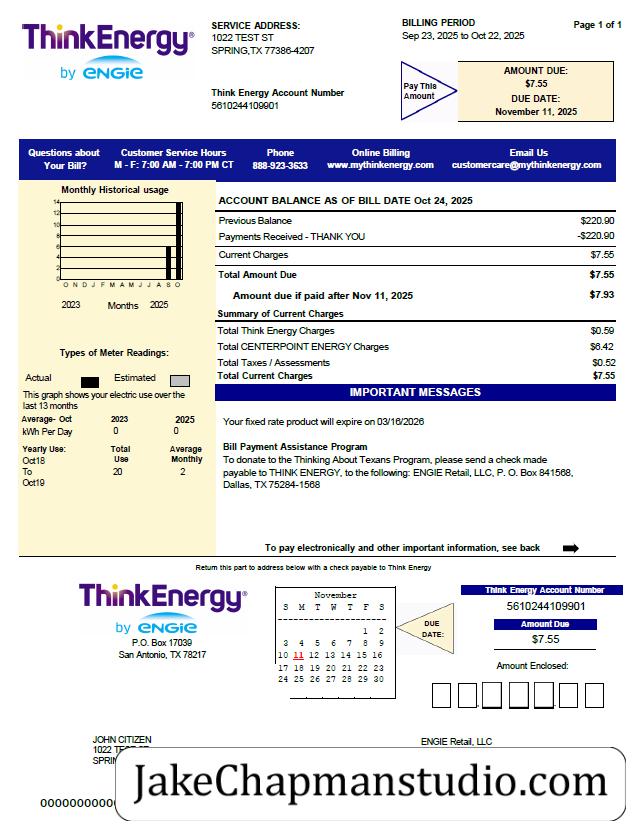 ThinkEnergy®
by ENGIE
SERVICE ADDRESS:
1022 TEST ST
SPRING,TX 77386-4207
Think Energy Account Number
5610244109901
BILLING PERIOD
Sep 23, 2025 to Oct 22, 2025
Page 1 of 1
Pay This
Amount
AMOUNT DUE:
$7.55
DUE DATE:
November 11, 2025
Questions about
Your Bill?
Customer Service Hours
M - F: 7:00 AM - 7:00 PM CT
Phone
888-923-3633
Online Billing
www.mythinkenergy.com
Email Us
customercare@mythinkenergy.com
Monthly Historical usage
14
12
10
8
6
4
2
0
O N D J F M A M J J A S O
2023 Months 2025
Types of Meter Readings:
Actual Estimated
This graph shows your electric use over the
last 13 months
Average- Oct 2023 2025
kWh Per Day 0 0
Yearly Use: Total Average
Oct18 Use Monthly
To 20 2
Oct19
ACCOUNT BALANCE AS OF BILL DATE Oct 24, 2025
Previous Balance $220.90
Payments Received - THANK YOU -$220.90
Current Charges $7.55
Total Amount Due $7.55
Amount due if paid after Nov 11, 2025 $7.93
Summary of Current Charges
Total Think Energy Charges $0.59
Total CENTERPOINT ENERGY Charges $6.42
Total Taxes / Assessments $0.52
Total Current Charges $7.55
IMPORTANT MESSAGES
Your fixed rate product will expire on 03/16/2026
Bill Payment Assistance Program
To donate to the Thinking About Texans Program, please send a check made
payable to THINK ENERGY, to the following: ENGIE Retail, LLC, P. O. Box 841568,
Dallas, TX 75284-1568
To pay electronically and other important information, see back
Return this part to address below with a check payable to Think Energy
ThinkEnergy®
by ENGIE
P.O. Box 17039
San Antonio, TX 78217
November
S M T W T F S
1 2
3 4 5 6 7 8 9
10 11 12 13 14 15 16
17 18 19 20 21 22 23
24 25 26 27 28 29 30
DUE
DATE:
Think Energy Account Number
5610244109901
Amount Due
$7.55
Amount Enclosed:
JOHN CITIZEN
1022 TEST ST
ENGIE Retail, LLC
JakeChapmanstudio.com